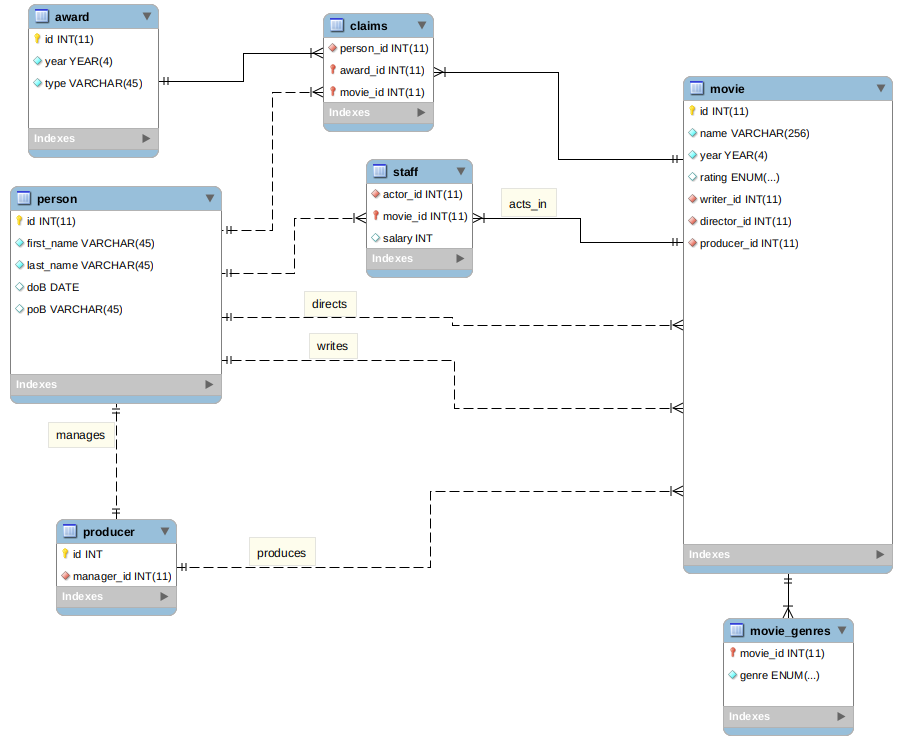 award
id INT(11)
year YEAR(4)
type VARCHAR(45)
Indexes
claims
person_id INT(11)
award_id INT(11)
movie_id INT(11)
Indexes
movie
id INT(11)
name VARCHAR(256)
year YEAR(4)
rating ENUM(...)
writer_id INT(11)
director_id INT(11)
producer_id INT(11)
Indexes
staff
actor_id INT(11)
movie_id INT(11)
salary INT
Indexes
acts_in
person
id INT(11)
first_name VARCHAR(45)
last_name VARCHAR(45)
doB DATE
poB VARCHAR(45)
Indexes
directs
writes
manages
producer
id INT
manager_id INT(11)
Indexes
produces
movie_genres
movie_id INT(11)
genre ENUM(...)
Indexes